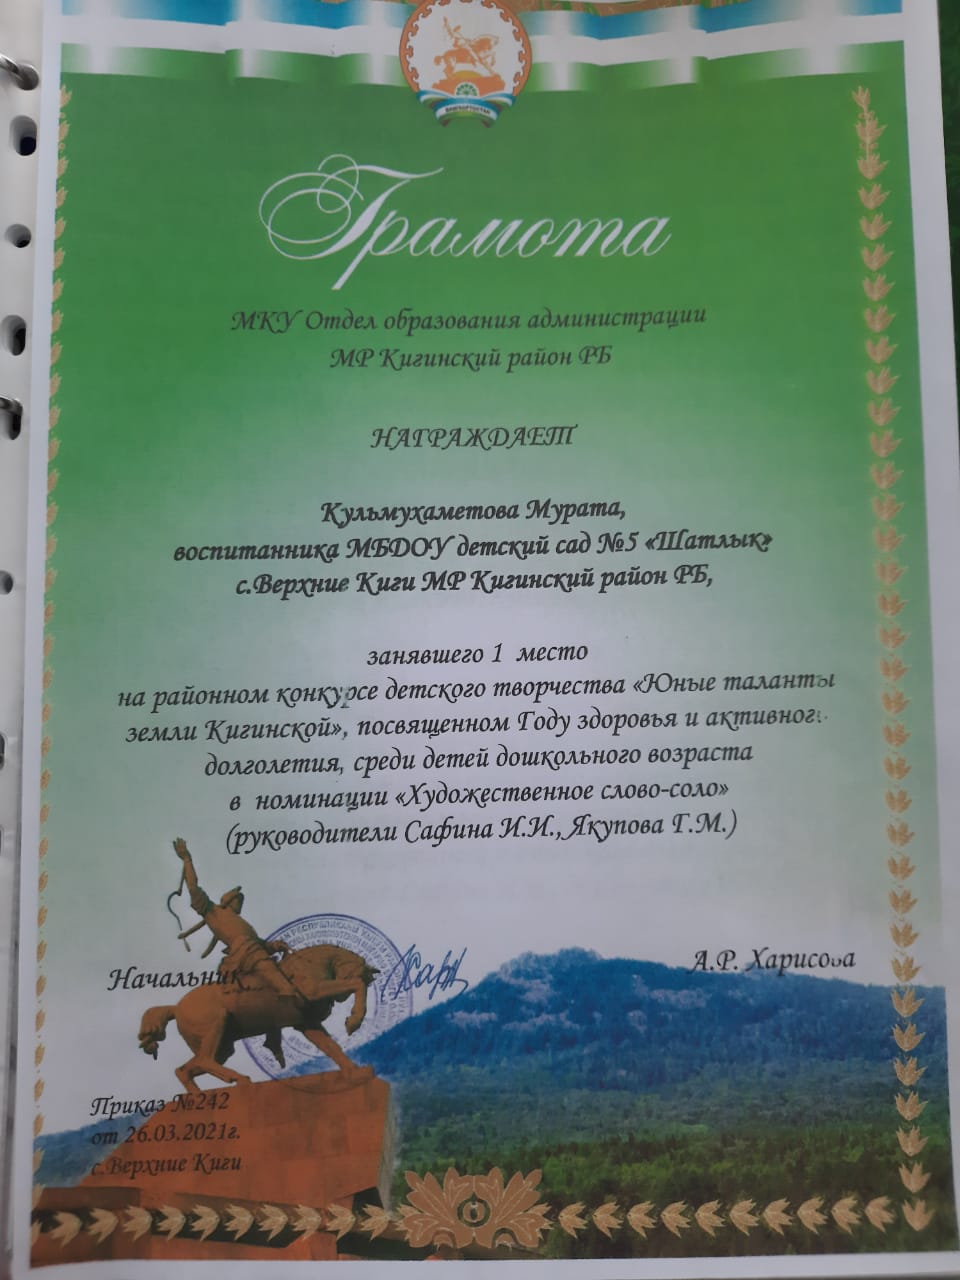 БАШКОРТОСТАН
Грамота
МКУ Отдел образования администрации
МР Кигинский район РБ
НАГРАЖДАЕТ
Кульмухаметова Мурата,
воспитанника МБДОУ детский сад №5 «Шатлык»
с.Верхние Киги МР Кигинский район РБ,
занявшего 1 место
на районном конкурсе детского творчества «Юные таланты
земли Кигинской», посвященном Году здоровья и активного
долголетия, среди детей дошкольного возраста
в номинации «Художественное слово-соло»
(руководители Сафина И.И., Якупова Г.М.)
Начальник
А.Р. Харисова
Приказ №242
от 26.03.2021г.
с.Верхние Киги